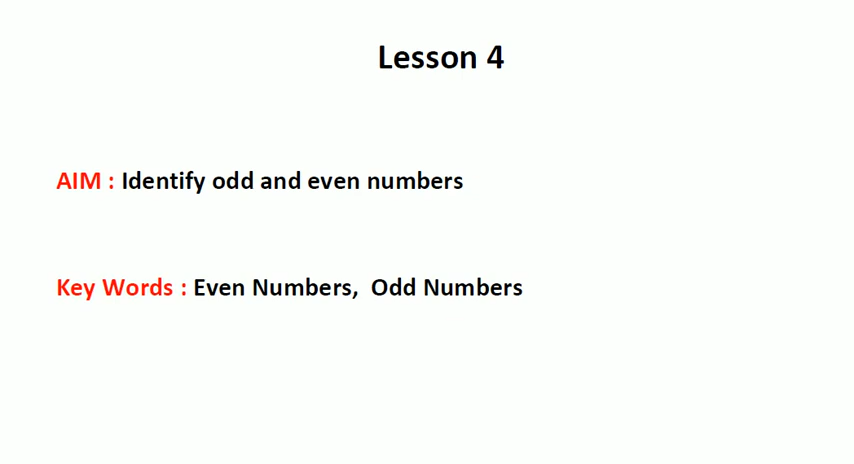 Lesson 4
AIM : Identify odd and even numbers
Key Words : Even Numbers,  Odd Numbers